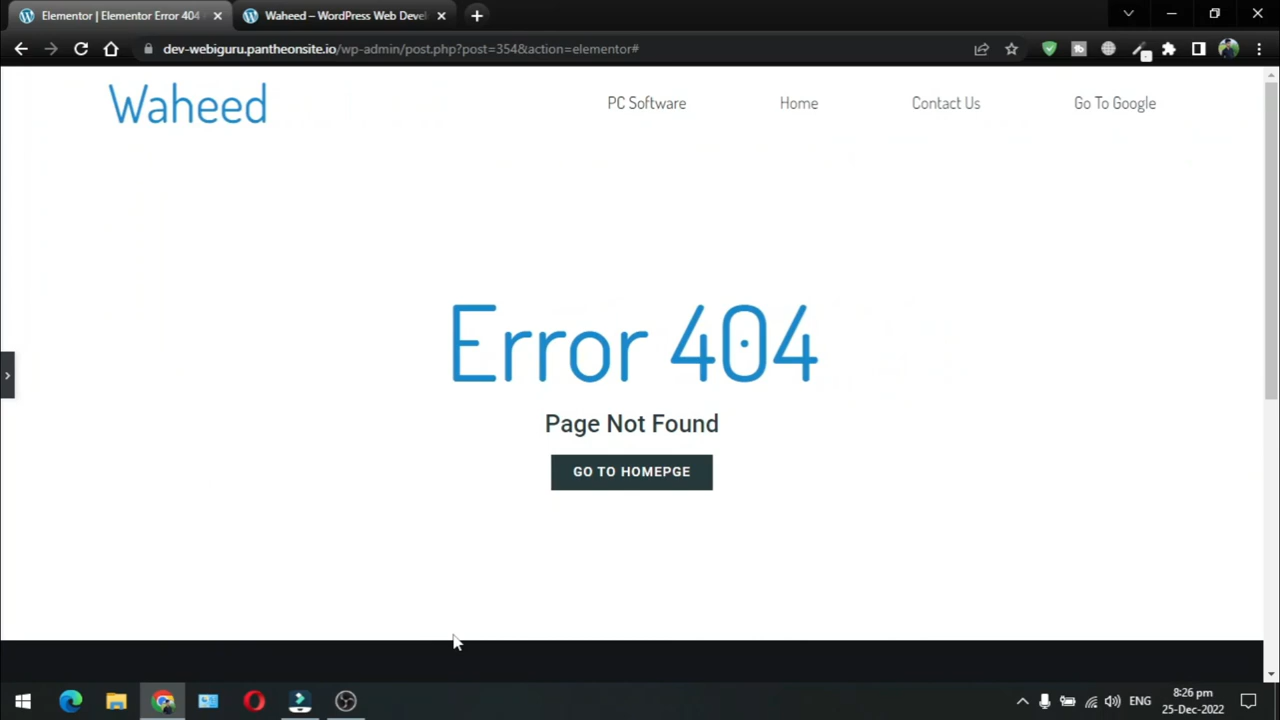 Elementor | Elementor Error 404
Waheed – WordPress Web Devel
dev-webiguru.pantheonsite.io/wp-admin/post.php?post=354&action=elementor#
Waheed
PC Software
Home
Contact Us
Go To Google
Error 404
Page Not Found
GO TO HOMEPGE
ENG
8:26 pm
25-Dec-2022